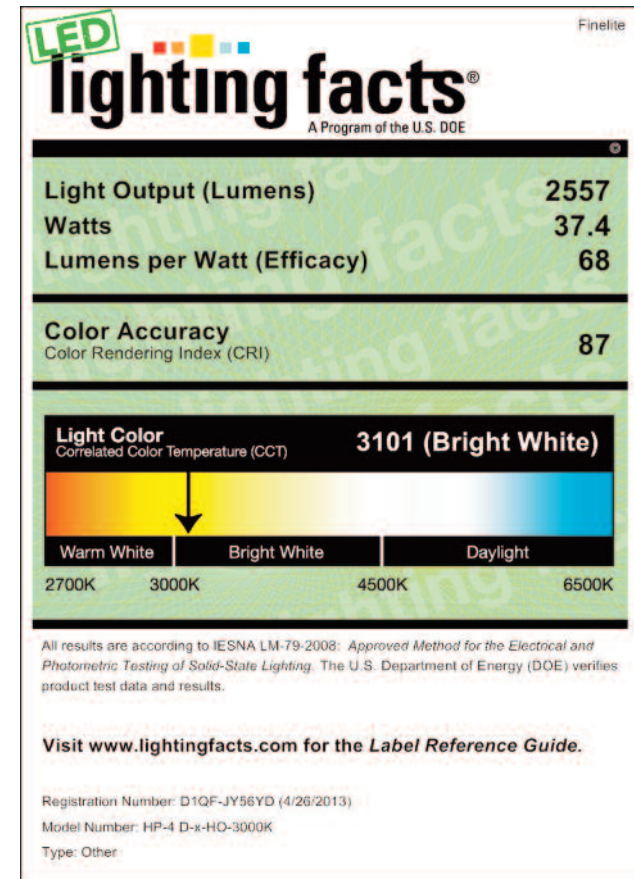 Finelite
LED
lighting facts®
A Program of the U.S. DOE
Light Output (Lumens) 2557
Watts 37.4
Lumens per Watt (Efficacy) 68
Color Accuracy
Color Rendering Index (CRI) 87
Light Color
Correlated Color Temperature (CCT) 3101 (Bright White)
Warm White Bright White Daylight
2700K 3000K 4500K 6500K
All results are according to IESNA LM-79-2008: Approved Method for the Electrical and
Photometric Testing of Solid-State Lighting. The U.S. Department of Energy (DOE) verifies
product test data and results.
Visit www.lightingfacts.com for the Label Reference Guide.
Registration Number: D1QF-JY56YD (4/26/2013)
Model Number: HP-4 D-x-HO-3000K
Type: Other